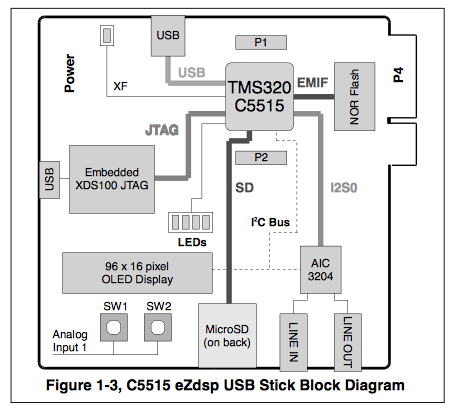 USB
P1
P4
Power
XF
USB
TMS320
C5515
EMIF
NOR Flash
JTAG
USB
Embedded
XDS100 JTAG
P2
SD
I2S0
LEDs
I²C Bus
96 x 16 pixel
OLED Display
AIC
3204
SW1
SW2
MicroSD
(on back)
LINE IN
LINE OUT
Analog
Input 1
Figure 1-3, C5515 eZdsp USB Stick Block Diagram